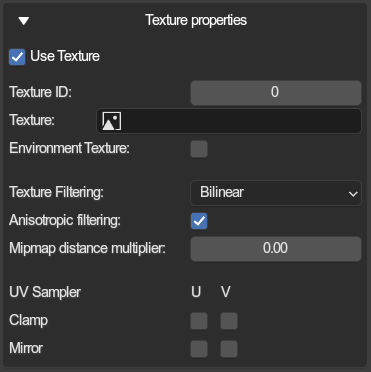 Texture properties
Use Texture
Texture ID: 0
Texture:
Environment Texture:
Texture Filtering: Bilinear
Anisotropic filtering:
Mipmap distance multiplier: 0.00
UV Sampler U V
Clamp
Mirror